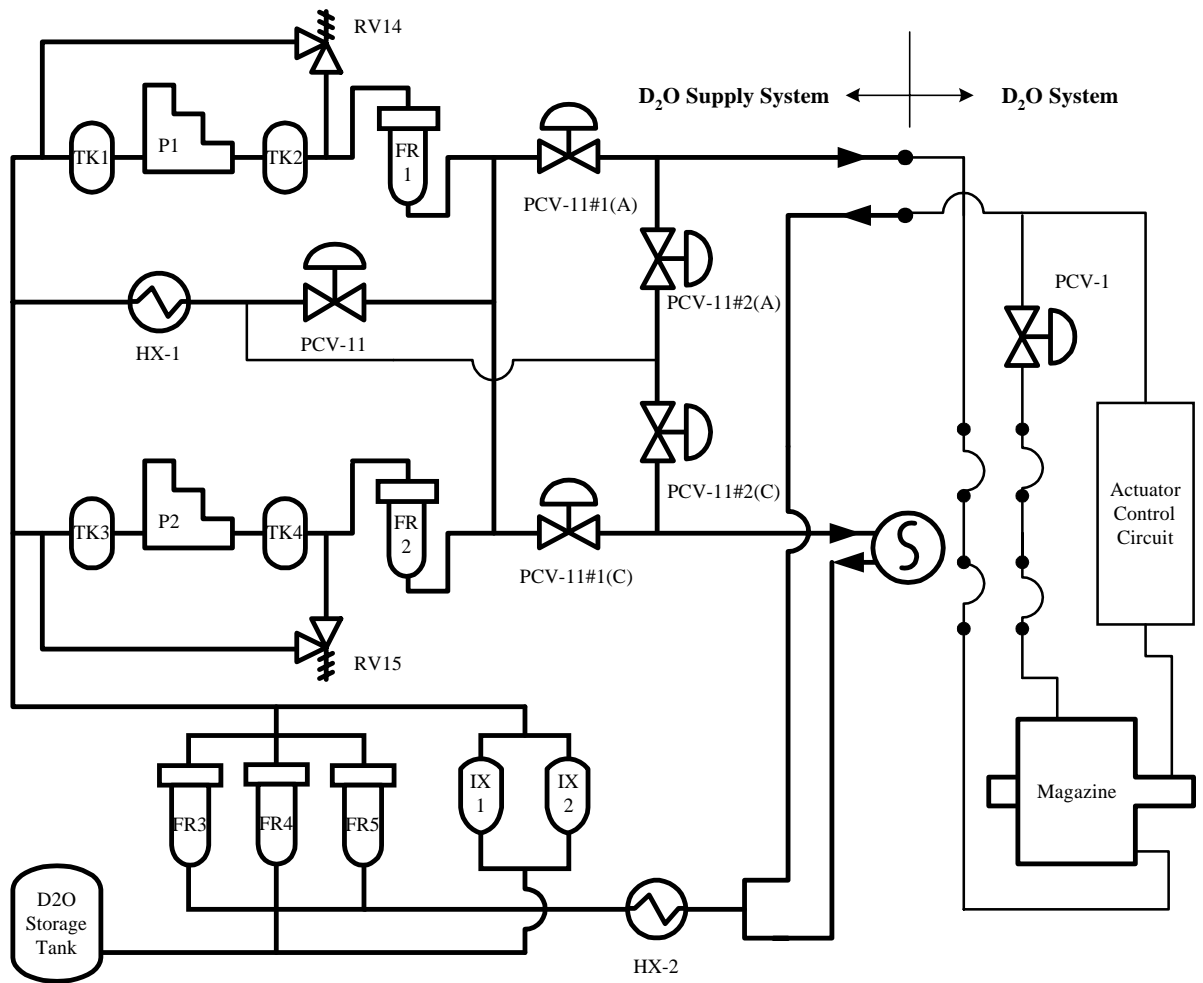 RV14
D2O Supply System
D2O System
TK1
P1
TK2
FR
1
PCV-11#1(A)
PCV-11#2(A)
PCV-1
HX-1
PCV-11
PCV-11#2(C)
TK3
P2
TK4
FR
2
PCV-11#1(C)
Actuator
Control
Circuit
RV15
Magazine
FR3
FR4
FR5
IX
1
IX
2
D2O
Storage
Tank
HX-2